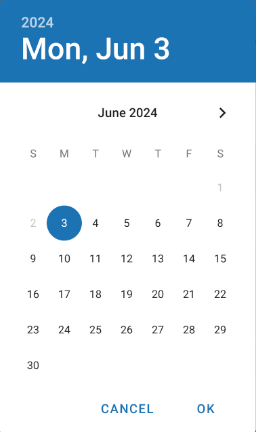 2024
Mon, Jun 3
June 2024
S M T W T F S
1
2 3 4 5 6 7 8
9 10 11 12 13 14 15
16 17 18 19 20 21 22
23 24 25 26 27 28 29
30
CANCEL OK